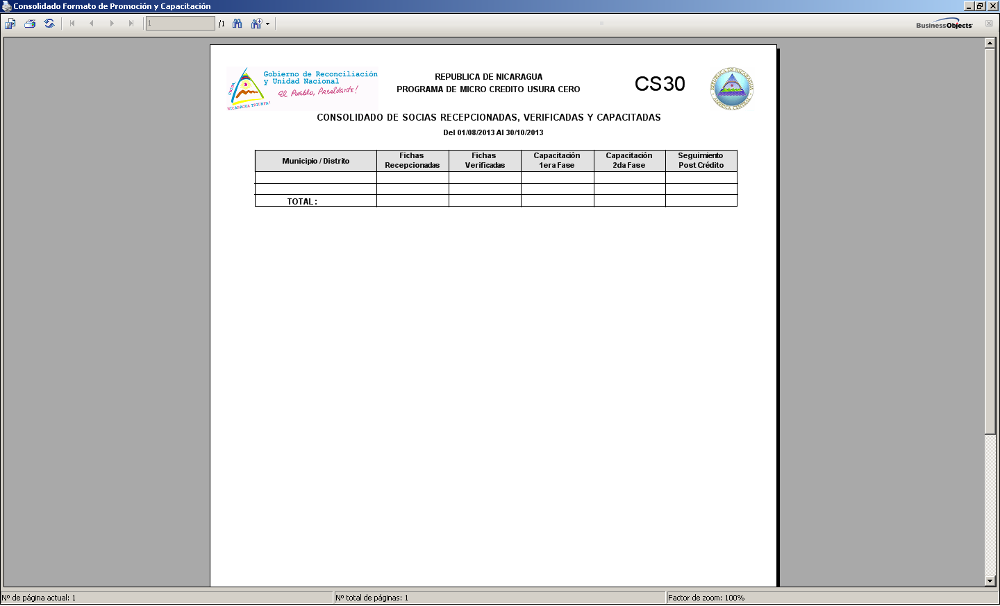 Consolidado Formato de Promoción y Capacitación
1
/1
BusinessObjects
Gobierno de Reconciliación
y Unidad Nacional
El Pueblo, Presidente!
UNIDA,
NICARAGUA TRIUNFA!
REPUBLICA DE NICARAGUA
PROGRAMA DE MICRO CREDITO USURA CERO
CS30
REPUBLICA DE NICARAGUA
AMERICA CENTRAL
CONSOLIDADO DE SOCIAS RECEPCIONADAS, VERIFICADAS Y CAPACITADAS
Del 01/08/2013 Al 30/10/2013
Municipio / Distrito
Fichas
Recepcionadas
Fichas
Verificadas
Capacitación
1era Fase
Capacitación
2da Fase
Seguimiento
Post Crédito
TOTAL :
Nº de página actual: 1
Nº total de páginas: 1
Factor de zoom: 100%